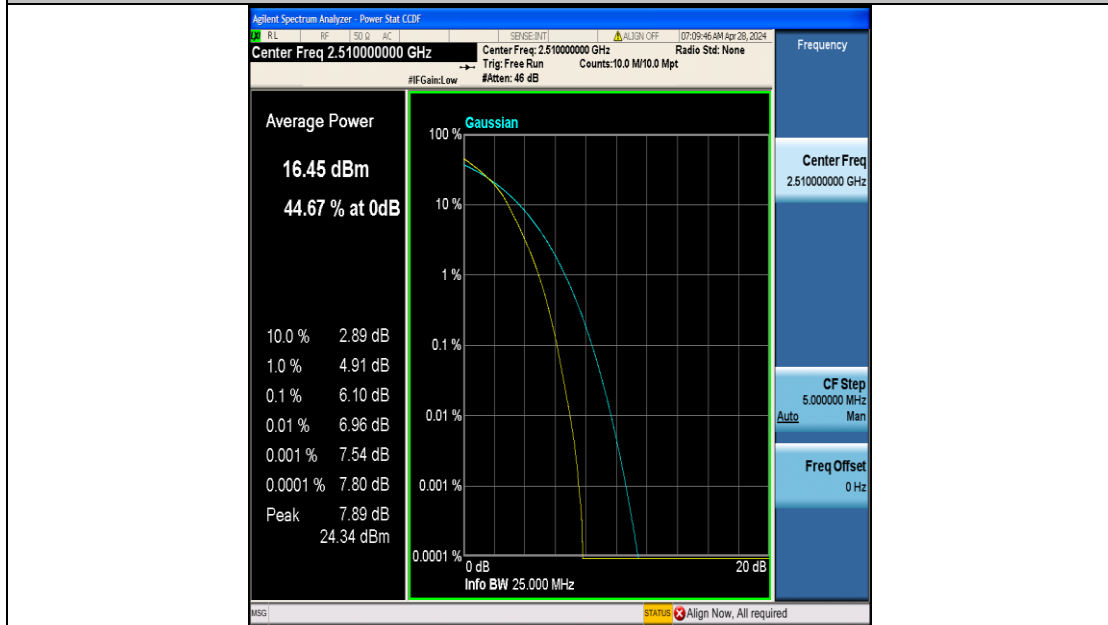 Agilent Spectrum Analyzer - Power Stat CCDF
RL RF 50 Ω AC SENSE:INT ALIGN OFF 07:09:46 AM Apr 28, 2024
Center Freq 2.510000000 GHz
Center Freq: 2.510000000 GHz Radio Std: None
Trig: Free Run Counts:10.0 M/10.0 Mpt
#IFGain:Low #Atten: 46 dB
Frequency
Average Power
16.45 dBm
44.67 % at 0dB
10.0 % 2.89 dB
1.0 % 4.91 dB
0.1 % 6.10 dB
0.01 % 6.96 dB
0.001 % 7.54 dB
0.0001 % 7.80 dB
Peak 7.89 dB
24.34 dBm
Gaussian
100 %
10 %
1 %
0.1 %
0.01 %
0.001 %
0.0001 %
0 dB 20 dB
Info BW 25.000 MHz
Center Freq
2.510000000 GHz
CF Step
5.000000 MHz
Auto Man
Freq Offset
0 Hz
MSG STATUS Align Now, All required